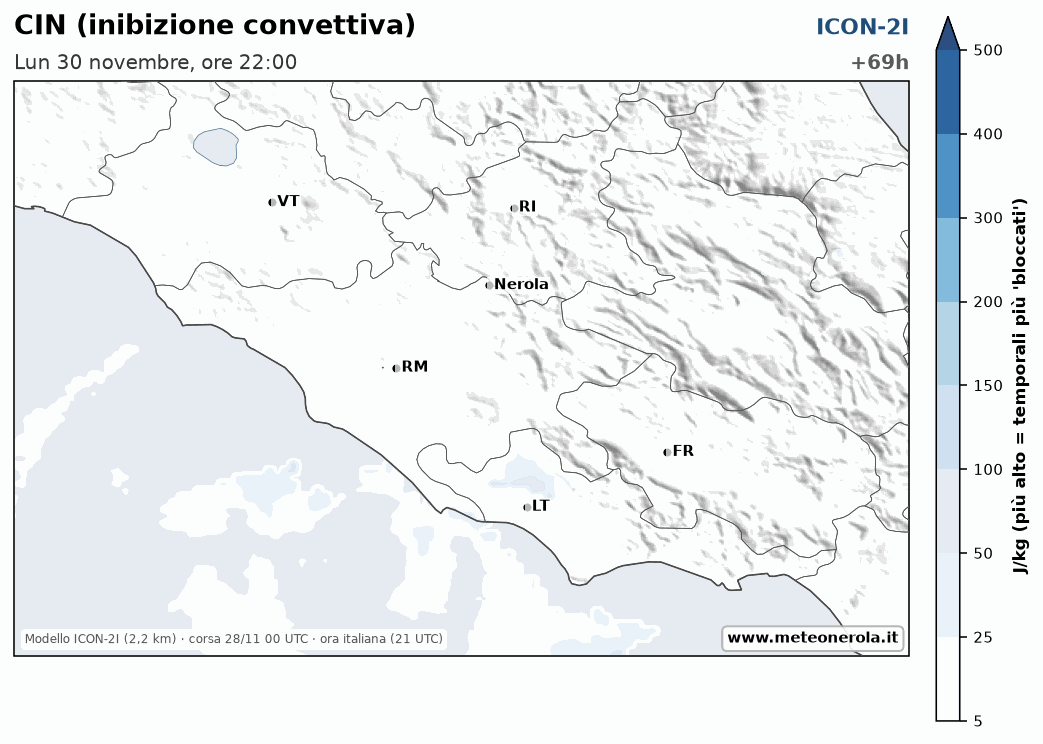 CIN (inibizione convettiva)
ICON-2I
Lun 30 novembre, ore 22:00
+69h
VT
RI
Nerola
RM
FR
LT
Modello ICON-2I (2,2 km) · corsa 28/11 00 UTC · ora italiana (21 UTC)
www.meteonerola.it
500
400
300
200
150
100
50
25
5
J/kg (più alto = temporali più 'bloccati')